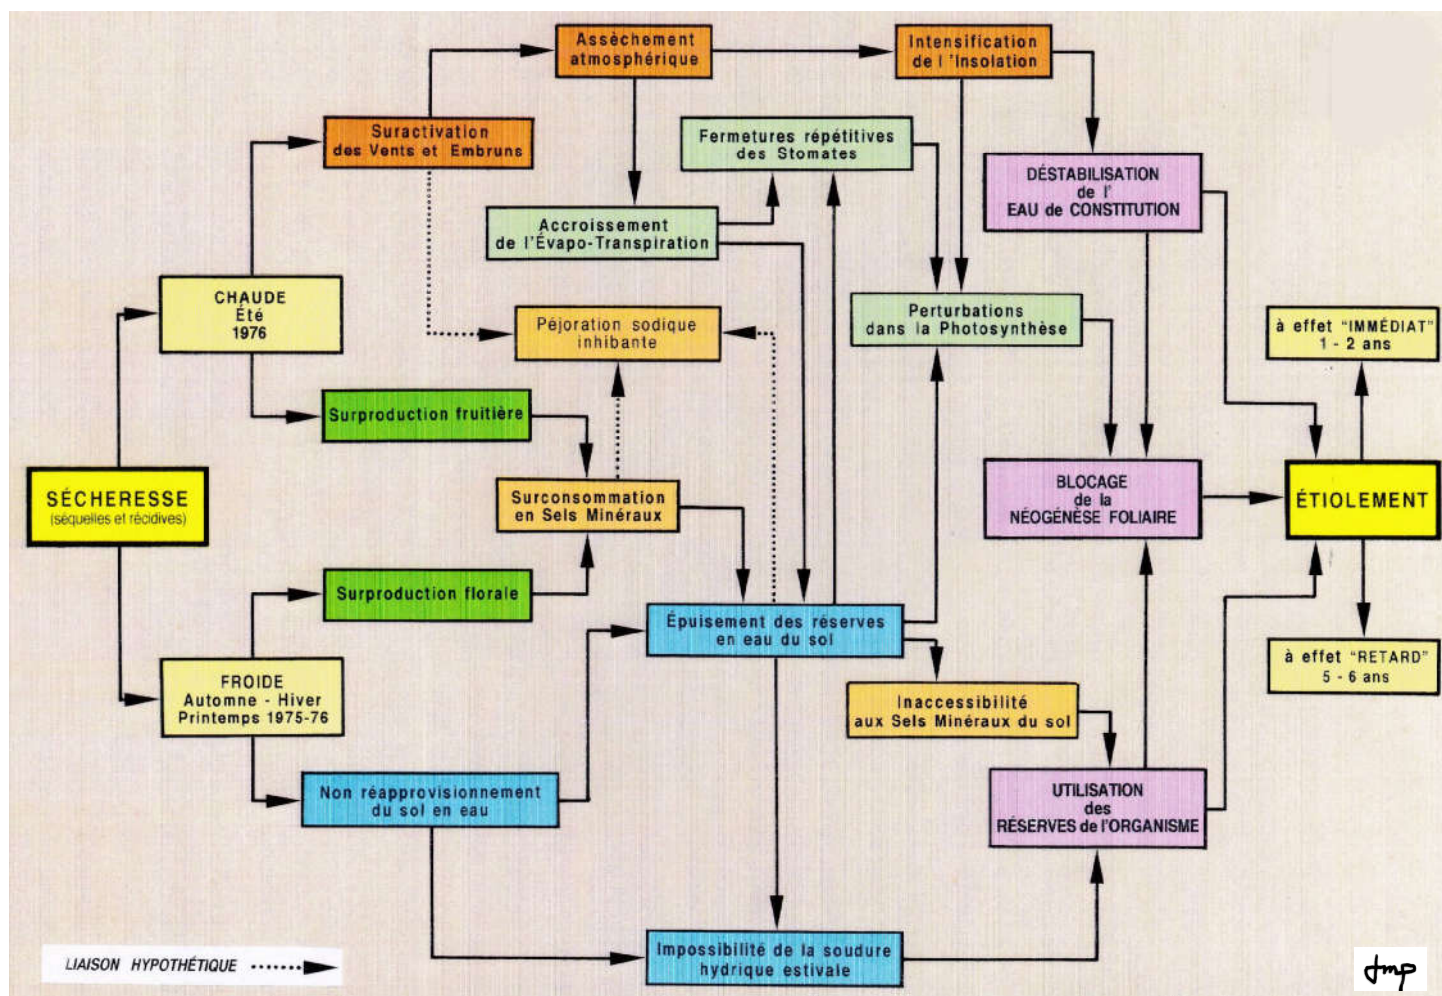 Assèchement
atmosphérique
Intensification
de l'Insolation
Suractivation
des Vents et Embruns
Fermetures répétitives
des Stomates
DÉSTABILISATION
de l'
EAU de CONSTITUTION
Accroissement
de l'Évapo-Transpiration
CHAUDE
Été
1976
Péjoration sodique
inhibante
Perturbations
dans la Photosynthèse
à effet "IMMÉDIAT"
1 - 2 ans
Surproduction fruitière
SÉCHERESSE
(séquelles et récidives)
Surconsommation
en Sels Minéraux
BLOCAGE
de la
NÉOGÉNÈSE FOLIAIRE
ÉTIOLEMENT
Surproduction florale
Épuisement des réserves
en eau du sol
à effet "RETARD"
5 - 6 ans
FROIDE
Automne - Hiver
Printemps 1975-76
Inaccessibilité
aux Sels Minéraux du sol
Non réapprovisionnement
du sol en eau
UTILISATION
des
RÉSERVES de l'ORGANISME
Impossibilité de la soudure
hydrique estivale
LIAISON HYPOTHÉTIQUE